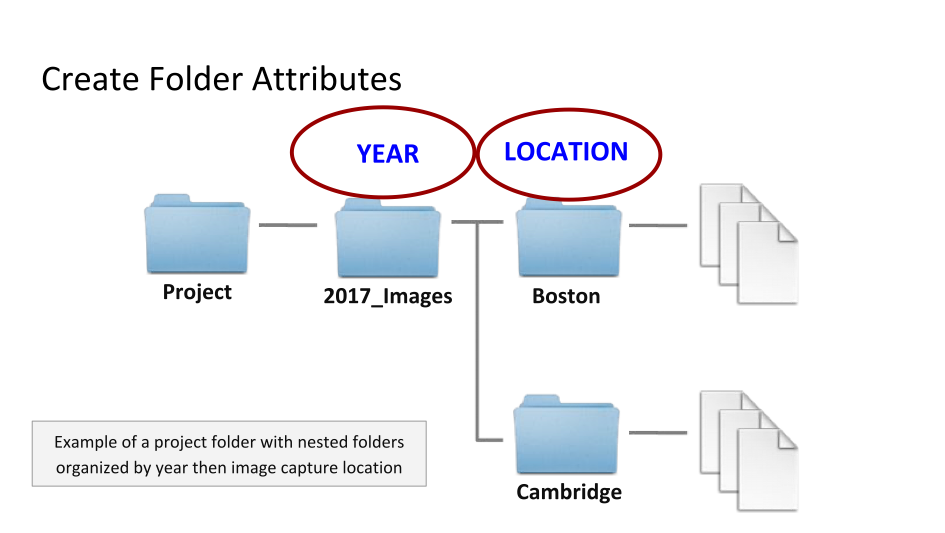 Create Folder Attributes
YEAR
LOCATION
Project
2017_Images
Boston
Example of a project folder with nested folders
organized by year then image capture location
Cambridge